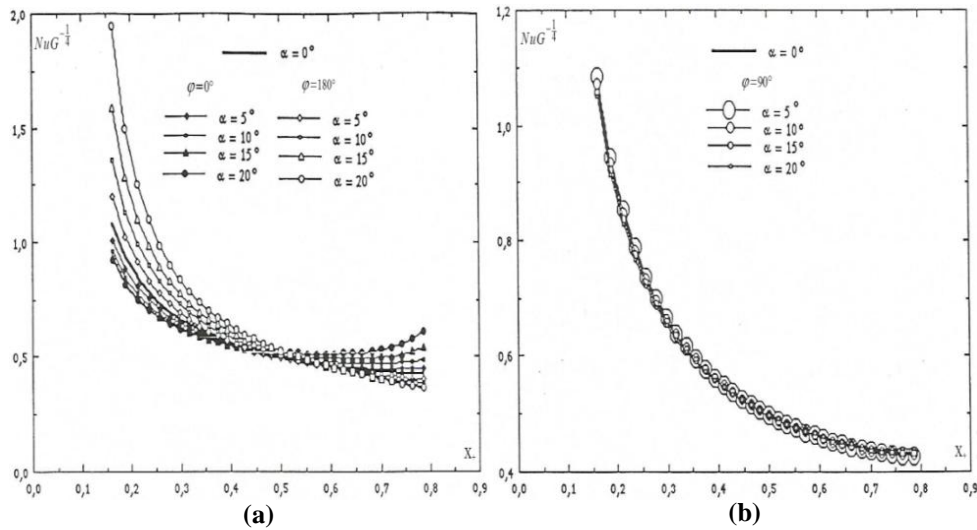 2,0
NuG^{-1/4}
α = 0°
φ=0°
φ=180°
α = 5°
α = 5°
α = 10°
α = 10°
α = 15°
α = 15°
α = 20°
α = 20°
1,5
1,0
0,5
0,0
X.
0,0 0,1 0,2 0,3 0,4 0,5 0,6 0,7 0,8 0,9
(a)
1,2
NuG^{-1/4}
α = 0°
φ=90°
α = 5°
α = 10°
α = 15°
α = 20°
1,0
0,8
0,6
0,4
X.
0,0 0,1 0,2 0,3 0,4 0,5 0,6 0,7 0,8 0,9
(b)